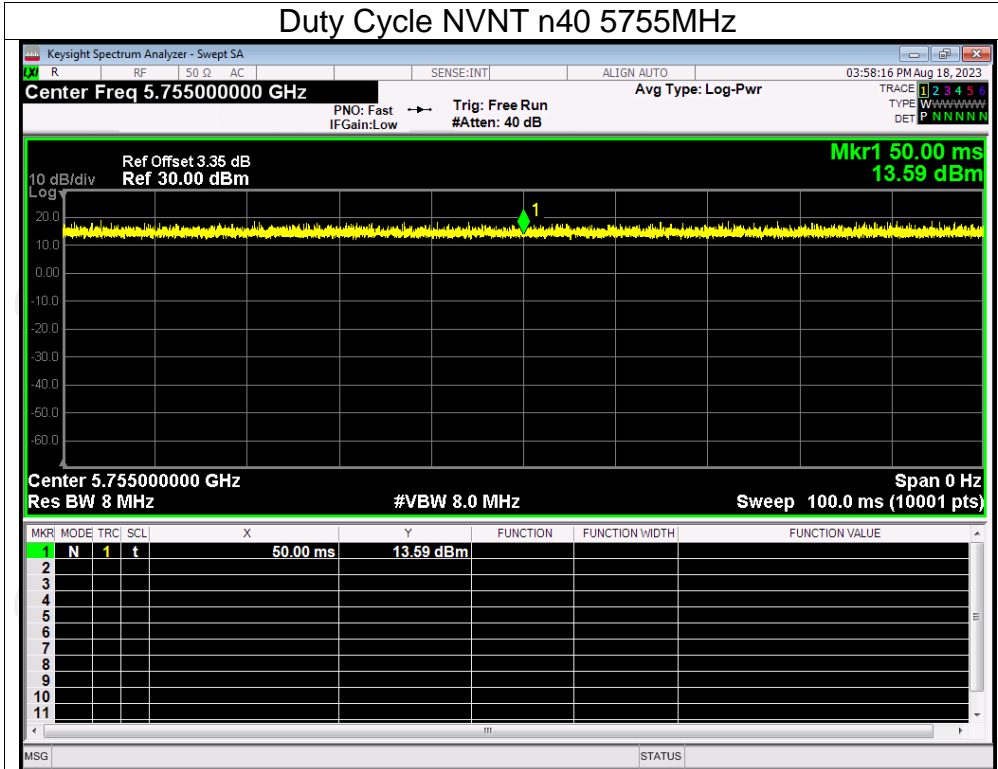 Duty Cycle NVNT n40 5755MHz
Keysight Spectrum Analyzer - Swept SA
LXI R RF 50 Ω AC SENSE:INT ALIGN AUTO 03:58:16 PM Aug 18, 2023
Center Freq 5.755000000 GHz Avg Type: Log-Pwr TRACE 1 2 3 4 5 6
PNO: Fast Trig: Free Run TYPE WWWWWW
IFGain:Low #Atten: 40 dB DET P N N N N N
Ref Offset 3.35 dB Mkr1 50.00 ms
10 dB/div Ref 30.00 dBm 13.59 dBm
Log
1
20.0
10.0
0.00
-10.0
-20.0
-30.0
-40.0
-50.0
-60.0
Center 5.755000000 GHz Span 0 Hz
Res BW 8 MHz #VBW 8.0 MHz Sweep 100.0 ms (10001 pts)
MKR MODE TRC SCL X Y FUNCTION FUNCTION WIDTH FUNCTION VALUE
1 N 1 t 50.00 ms 13.59 dBm
2
3
4
5
6
7
8
9
10
11
MSG STATUS